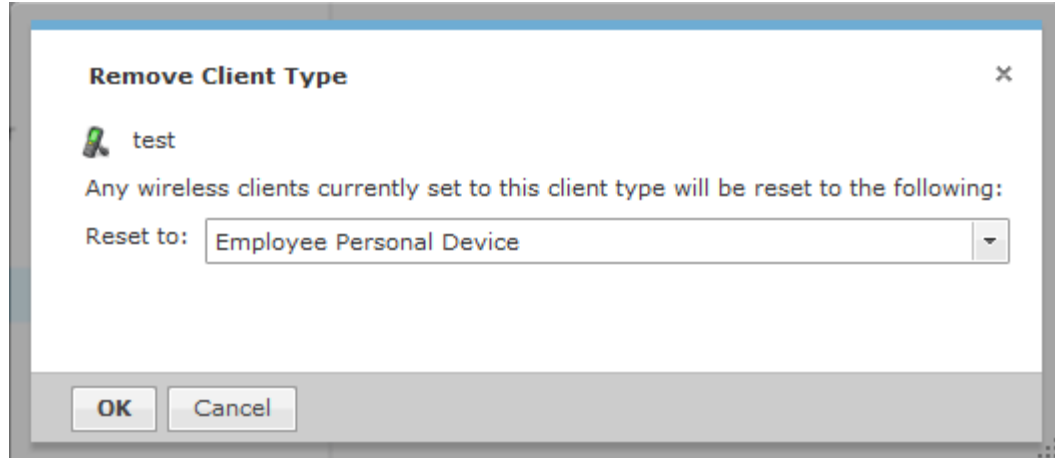 Remove Client Type
test
Any wireless clients currently set to this client type will be reset to the following:
Reset to: Employee Personal Device
OK Cancel